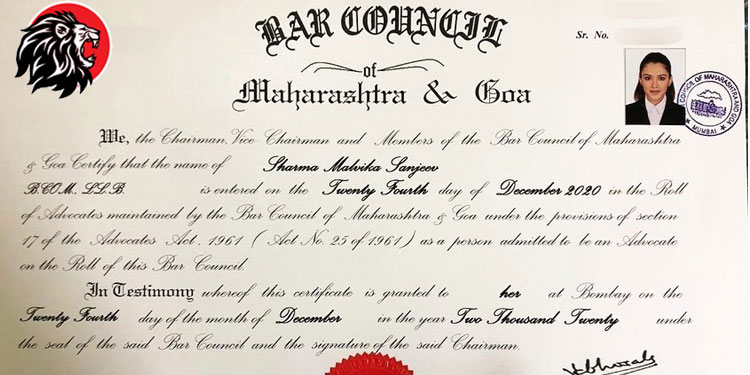 BAR COUNCIL
Sr. No.
of
Maharashtra & Goa
COUNCIL OF MAHARASHTRA AND GOA
MUMBAI
We, the Chairman, Vice-Chairman and Members of the Bar Council of Maharashtra
& Goa Certify that the name of Sharma Malvika Sanjeev
B.COM. LL.B. is entered on the Twenty Fourth day of December 2020 in the Roll
of Advocates maintained by the Bar Council of Maharashtra & Goa under the provisions of section
17 of the Advocates Act, 1961 ( Act No. 25 of 1961 ) as a person admitted to be an Advocate
on the Roll of this Bar Council.
In Testimony whereof this certificate is granted to her at Bombay on the
Twenty Fourth day of the month of December in the year Two Thousand Twenty under
the seal of the said Bar Council and the signature of the said Chairman.